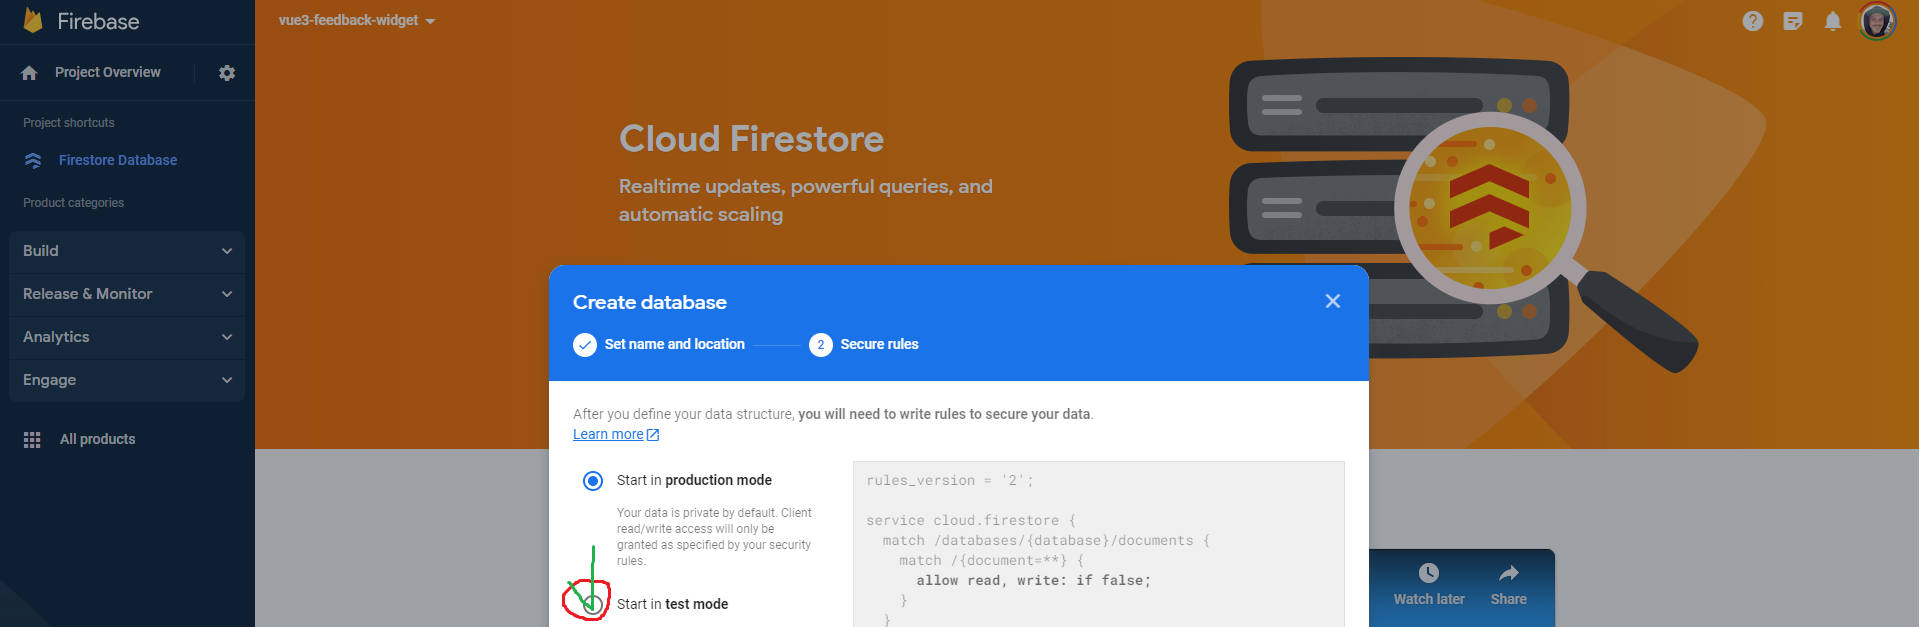 Firebase
vue3-feedback-widget
Project Overview
Project shortcuts
Firestore Database
Product categories
Build
Release & Monitor
Analytics
Engage
All products
Cloud Firestore
Realtime updates, powerful queries, and
automatic scaling
Create database
Set name and location
2 Secure rules
After you define your data structure, you will need to write rules to secure your data.
Learn more
Start in production mode
Your data is private by default. Client
read/write access will only be
granted as specified by your security
rules.
Start in test mode
rules_version = '2';
service cloud.firestore {
match /databases/{database}/documents {
match /{document=**} {
allow read, write: if false;
}
}
Watch later
Share